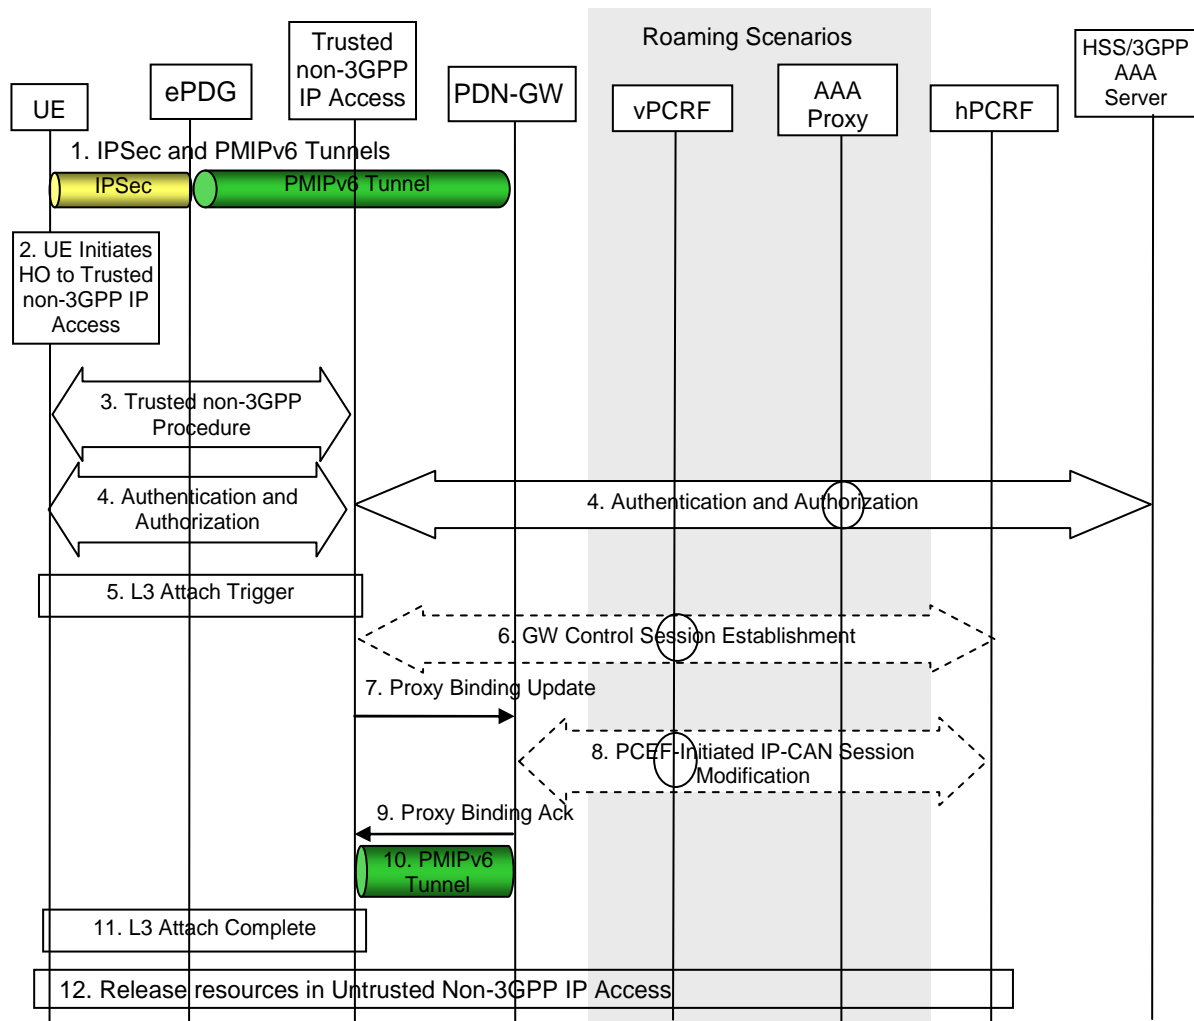 Roaming Scenarios
UE
ePDG
Trusted
non-3GPP
IP Access
PDN-GW
vPCRF
AAA
Proxy
hPCRF
HSS/3GPP
AAA
Server
1. IPSec and PMIPv6 Tunnels
IPSec
PMIPv6 Tunnel
2. UE Initiates
HO to Trusted
non-3GPP IP
Access
3. Trusted non-3GPP
Procedure
4. Authentication and
Authorization
4. Authentication and Authorization
5. L3 Attach Trigger
6. GW Control Session Establishment
7. Proxy Binding Update
8. PCEF-Initiated IP-CAN Session
Modification
9. Proxy Binding Ack
10. PMIPv6
Tunnel
11. L3 Attach Complete
12. Release resources in Untrusted Non-3GPP IP Access